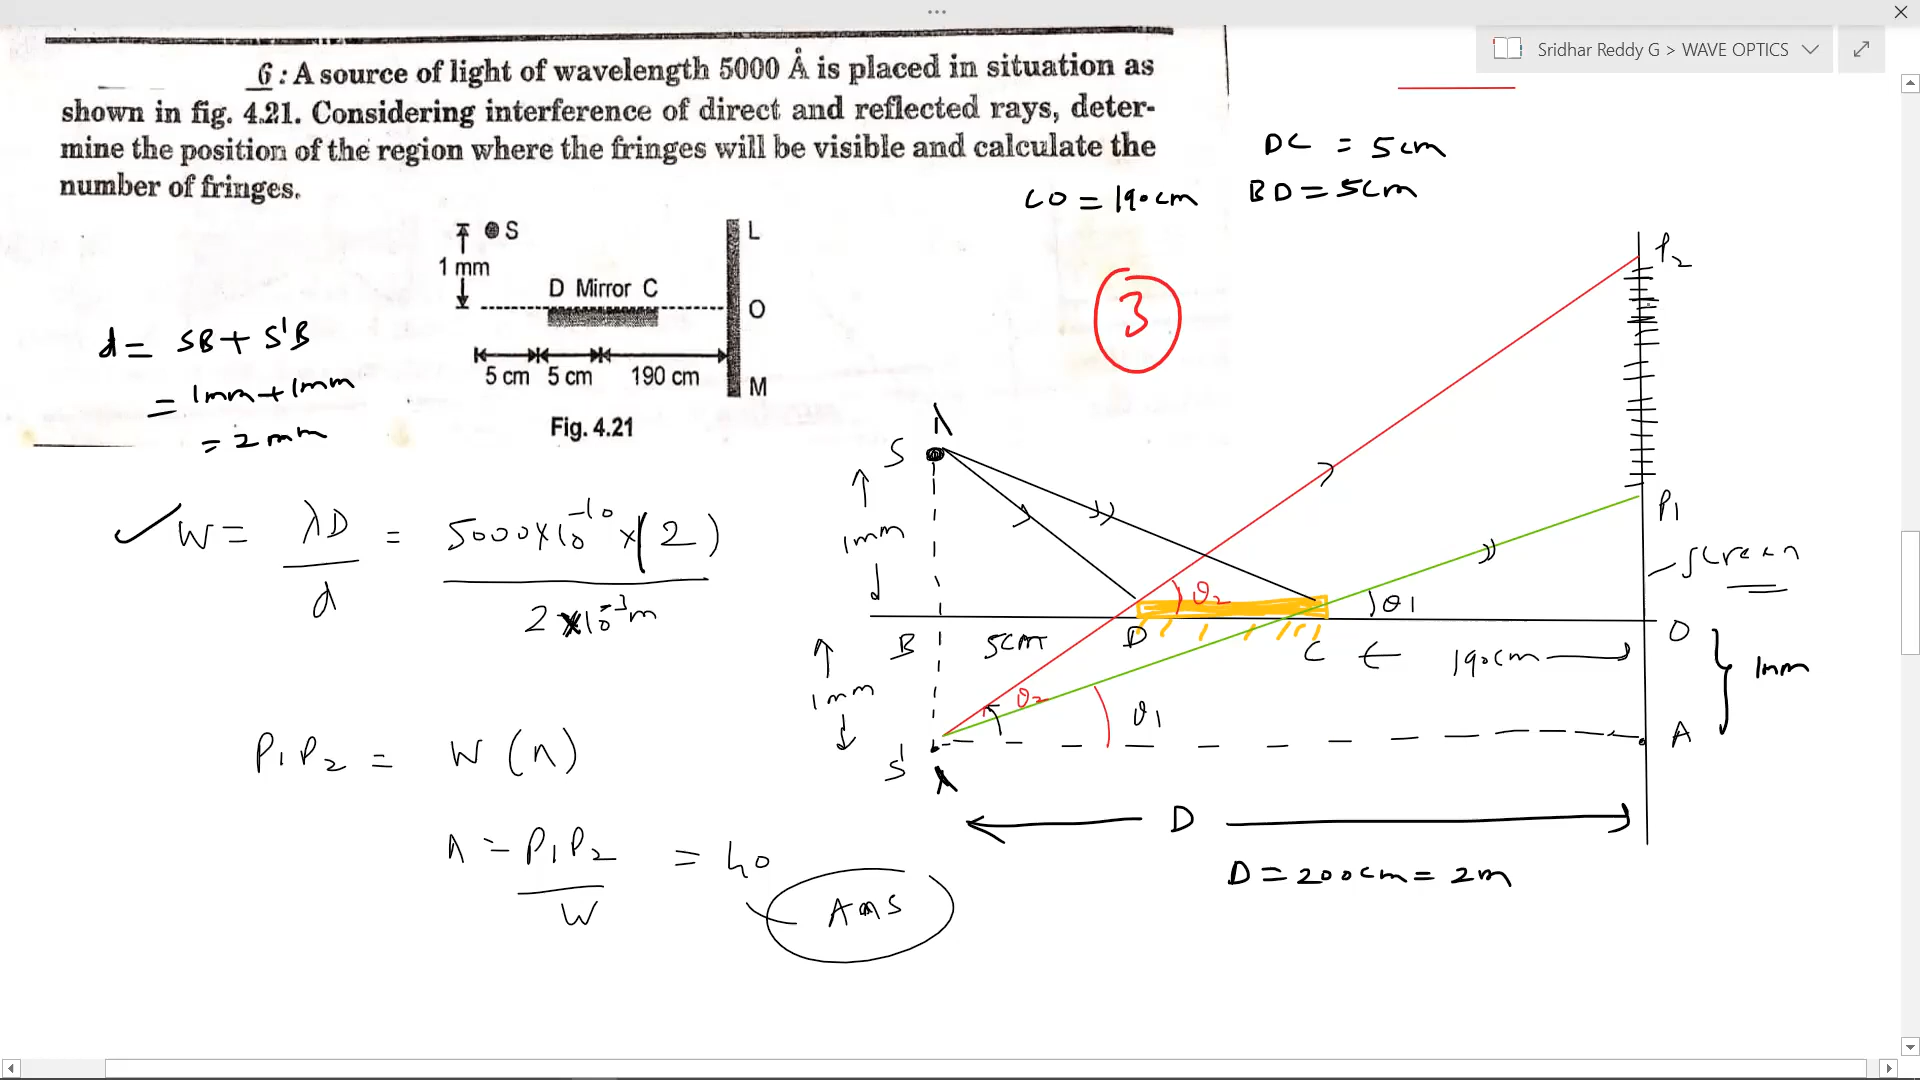 Sridhar Reddy G > WAVE OPTICS
6 : A source of light of wavelength 5000 Å is placed in situation as
shown in fig. 4.21. Considering interference of direct and reflected rays, deter-
mine the position of the region where the fringes will be visible and calculate the
number of fringes.
CO = 190cm
DC = 5cm
BD = 5cm
S
1 mm
D Mirror C
L
O
M
5 cm 5 cm 190 cm
Fig. 4.21
3
d = SB + S'B
= 1mm + 1mm
= 2mm
W = λD / d = 5000 × 10^-10 × (2) / 2 × 10^-3 m
P1P2 = W (n)
n = P1P2 / W = 40
Ans
P2
P1
screen
λ
S
1mm
θ2
θ1
B 5cm D C ← 190cm
O
1mm
1mm
θ2
θ1
A
S'
λ
D
D = 200cm = 2m